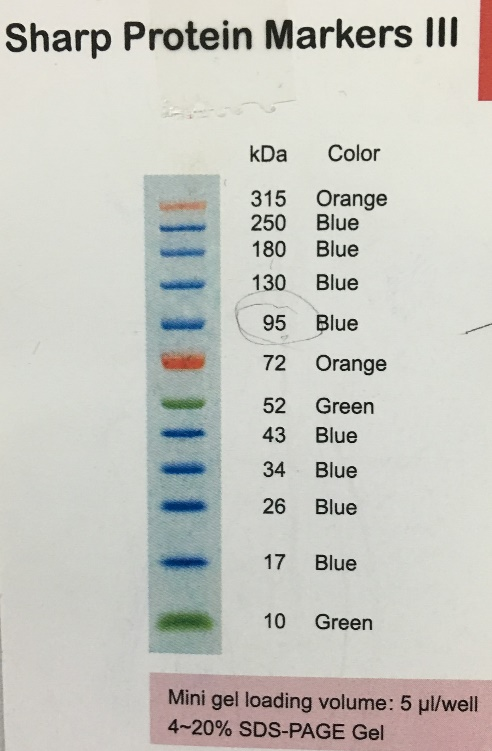 Sharp Protein Markers III
kDa Color
315 Orange
250 Blue
180 Blue
130 Blue
95 Blue
72 Orange
52 Green
43 Blue
34 Blue
26 Blue
17 Blue
10 Green
Mini gel loading volume: 5 µl/well
4~20% SDS-PAGE Gel